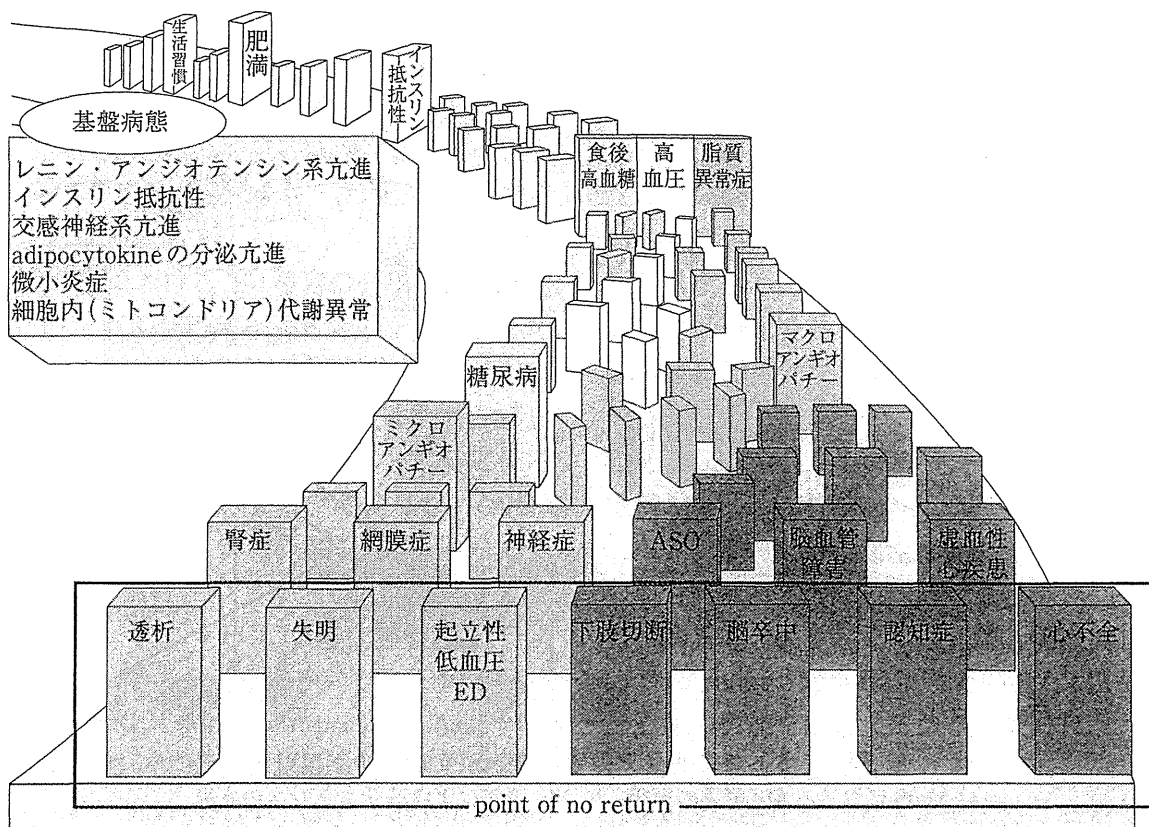 生活習慣
肥満
インスリン
抵抗性
基盤病態
レニン・アンジオテンシン系亢進
インスリン抵抗性
交感神経系亢進
adipocytokineの分泌亢進
微小炎症
細胞内(ミトコンドリア)代謝異常
食後
高血糖
高
血圧
脂質
異常症
マクロ
アンギオ
パチー
糖尿病
ミクロ
アンギオ
パチー
腎症
網膜症
神経症
ASO
脳血管
障害
虚血性
心疾患
透析
失明
起立性
低血圧
ED
下肢切断
脳卒中
認知症
心不全
point of no return